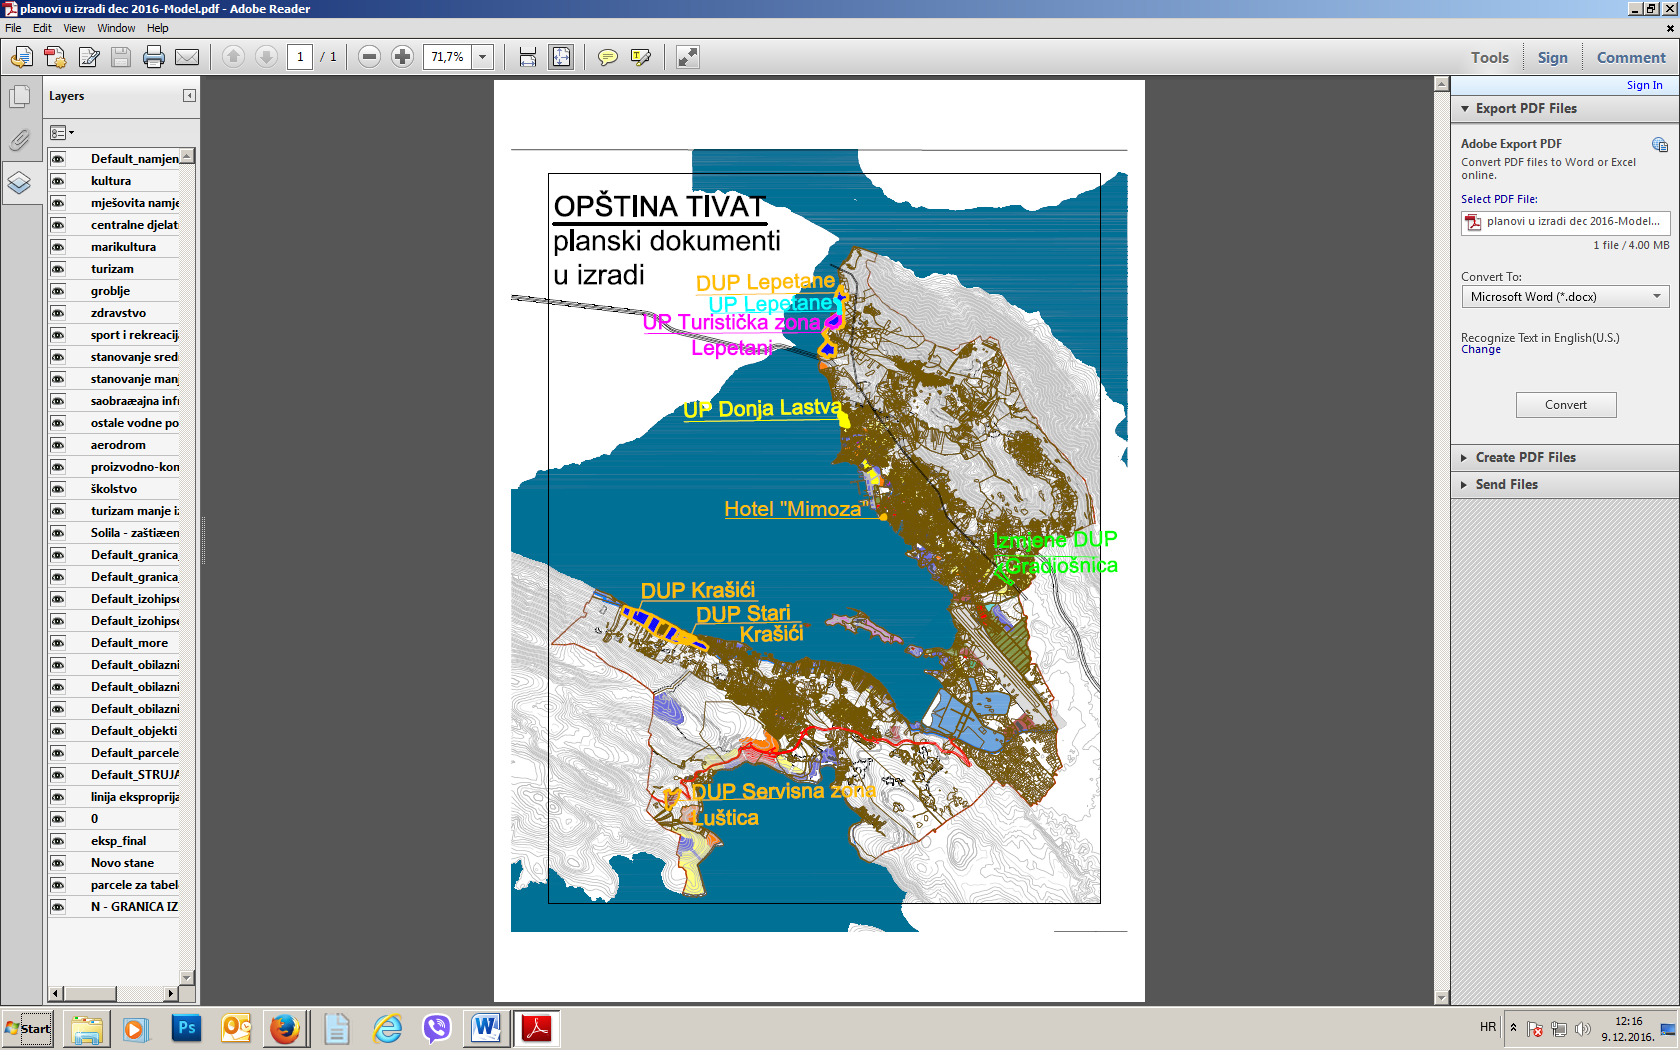 planovi u izradi dec 2016-Model.pdf - Adobe Reader
File Edit View Window Help
1 / 1 71,7% Tools Sign Comment
Layers
Default_namjen
kultura
mješovita namje
centralne djelat
marikultura
turizam
groblje
zdravstvo
sport i rekreacij
stanovanje sred
stanovanje manj
saobraæajna infr
ostale vodne po
aerodrom
proizvodno-kom
školstvo
turizam manje iz
Solila - zaštiæen
Default_granica_
Default_granica_
Default_izohipse
Default_izohipse
Default_more
Default_obilazni
Default_obilazni
Default_obilazni
Default_objekti
Default_parcele
Default_STRUJA
linija eksproprija
0
eksp_final
Novo stane
parcele za tabel
N - GRANICA IZ
OPŠTINA TIVAT
planski dokumenti
u izradi
DUP Lepetane
UP Lepetane
UP Turistička zona
Lepetani
UP Donja Lastva
Hotel "Mimoza"
Izmjene DUP
Gradiošnica
DUP Krašići
DUP Stari
Krašići
DUP Servisna zona
Luštica
Sign In
Export PDF Files
Adobe Export PDF
Convert PDF files to Word or Excel
online.
Select PDF File:
planovi u izradi dec 2016-Model...
1 file / 4.00 MB
Convert To:
Microsoft Word (*.docx)
Recognize Text in English(U.S.)
Change
Convert
Create PDF Files
Send Files
Start
Ps
HR
12:16
9.12.2016.